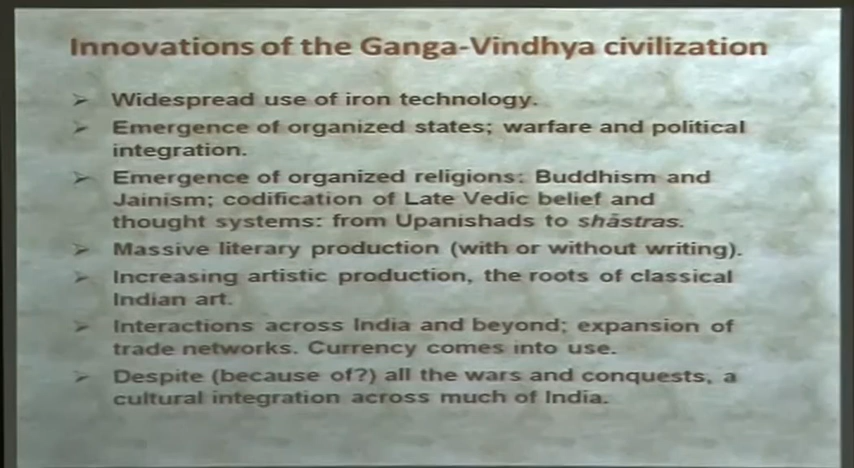 Innovations of the Ganga-Vindhya civilization
➢ Widespread use of iron technology.
➢ Emergence of organized states; warfare and political
integration.
➢ Emergence of organized religions: Buddhism and
Jainism; codification of Late Vedic belief and
thought systems: from Upanishads to shāstras.
➢ Massive literary production (with or without writing).
➢ Increasing artistic production, the roots of classical
Indian art.
➢ Interactions across India and beyond; expansion of
trade networks. Currency comes into use.
➢ Despite (because of?) all the wars and conquests, a
cultural integration across much of India.